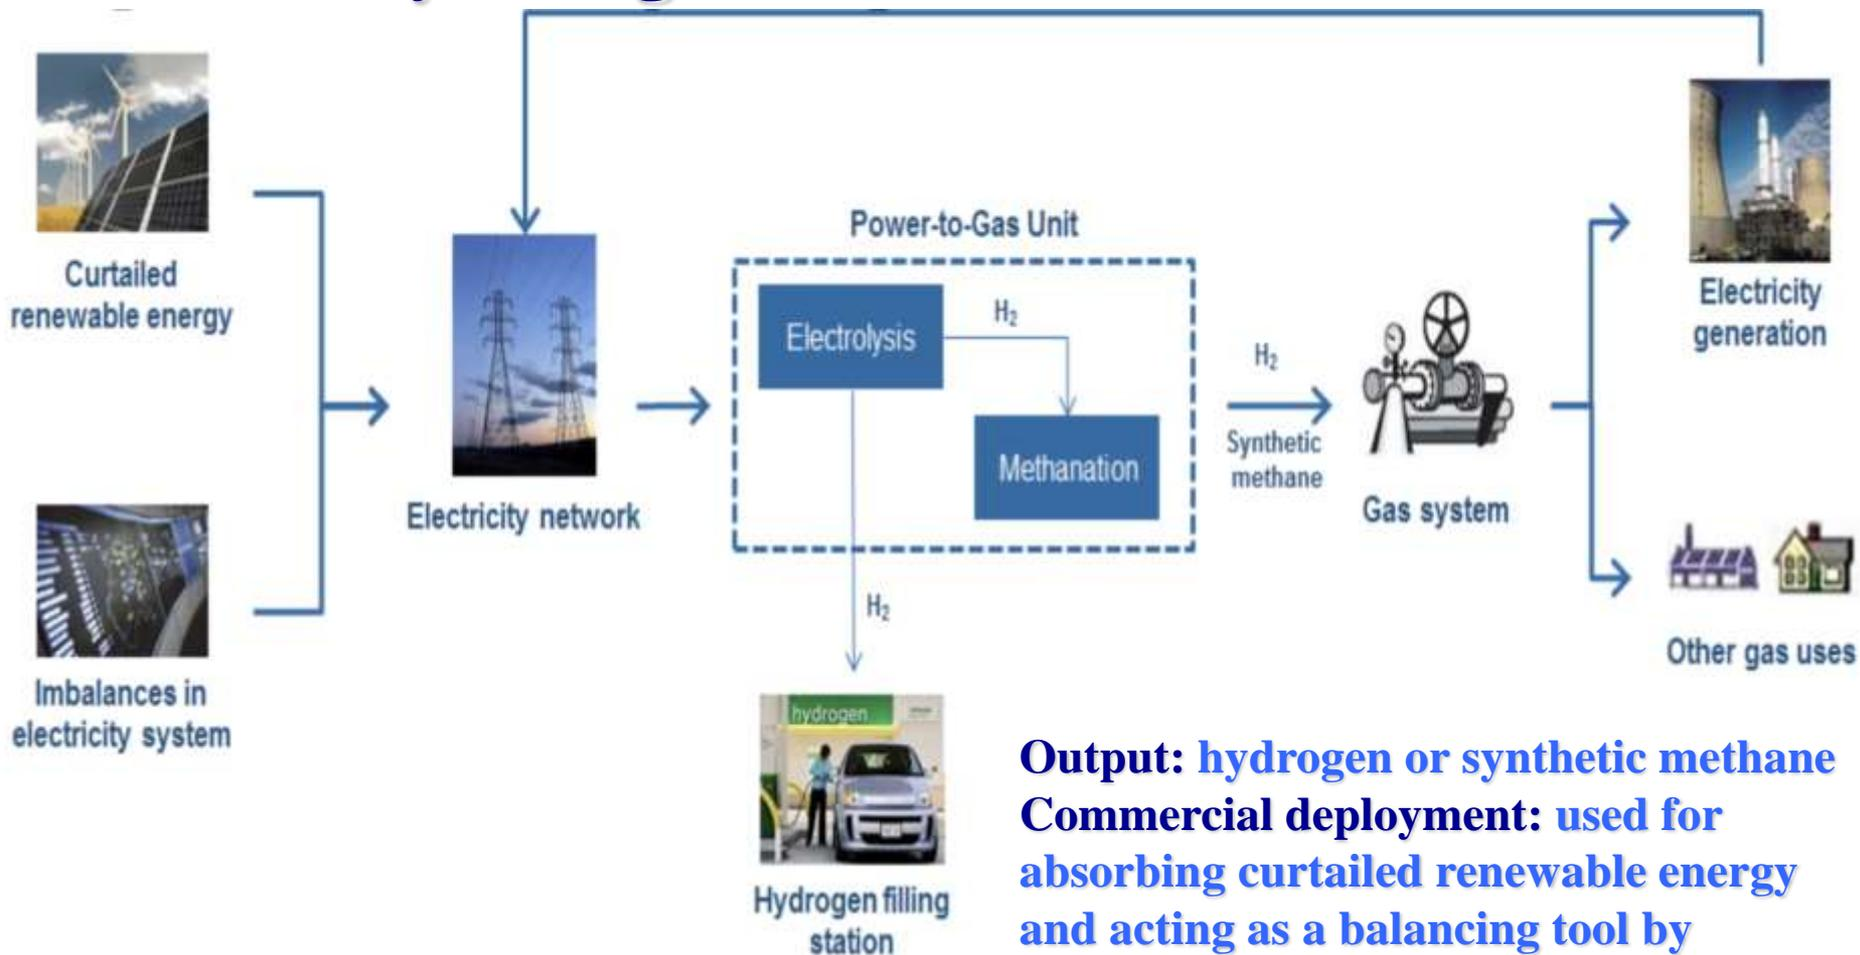 Power-to-Gas Unit
Curtailed
renewable energy
Electrolysis
H₂
Electricity
generation
H₂
Synthetic
methane
Methanation
Electricity network
Gas system
H₂
Other gas uses
Imbalances in
electricity system
hydrogen
Hydrogen filling
station
Output: hydrogen or synthetic methane
Commercial deployment: used for
absorbing curtailed renewable energy
and acting as a balancing tool by